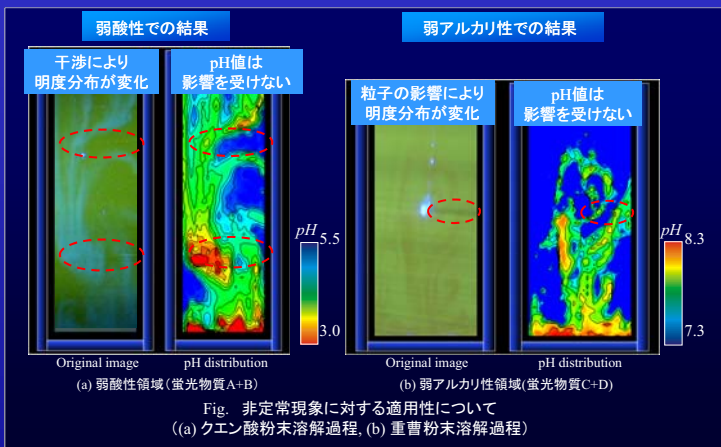 弱酸性での結果
弱アルカリ性での結果
干渉により
明度分布が変化
pH値は
影響を受けない
粒子の影響により
明度分布が変化
pH値は
影響を受けない
pH
5.5
3.0
pH
8.3
7.3
Original image
pH distribution
Original image
pH distribution
(a) 弱酸性領域(蛍光物質A+B)
(b) 弱アルカリ性領域(蛍光物質C+D)
Fig. 非定常現象に対する適用性について
((a) クエン酸粉末溶解過程, (b) 重曹粉末溶解過程)